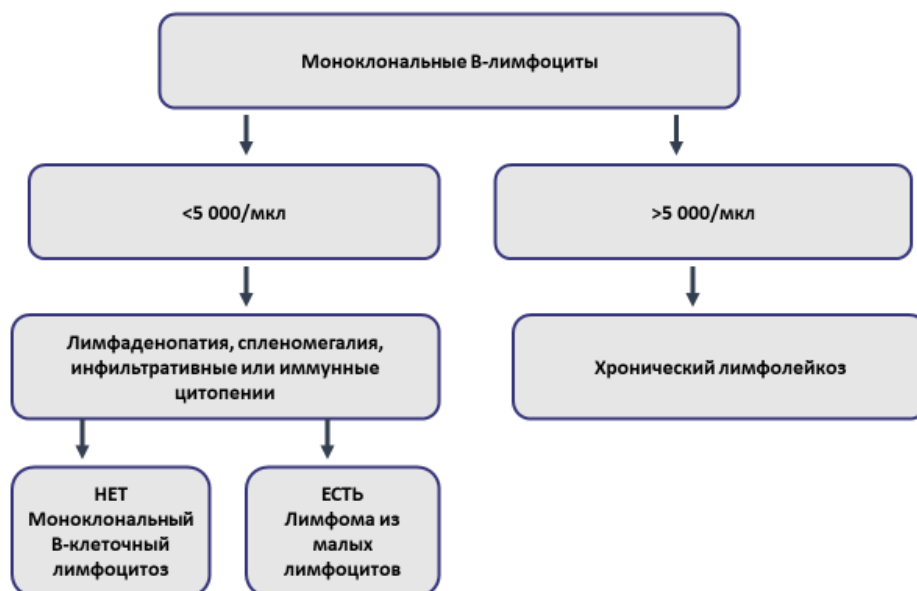 Моноклональные В-лимфоциты
<5 000/мкл
>5 000/мкл
Лимфаденопатия, спленомегалия,
инфильтративные или иммунные
цитопении
Хронический лимфолейкоз
НЕТ
Моноклональный
В-клеточный
лимфоцитоз
ЕСТЬ
Лимфома из
малых
лимфоцитов